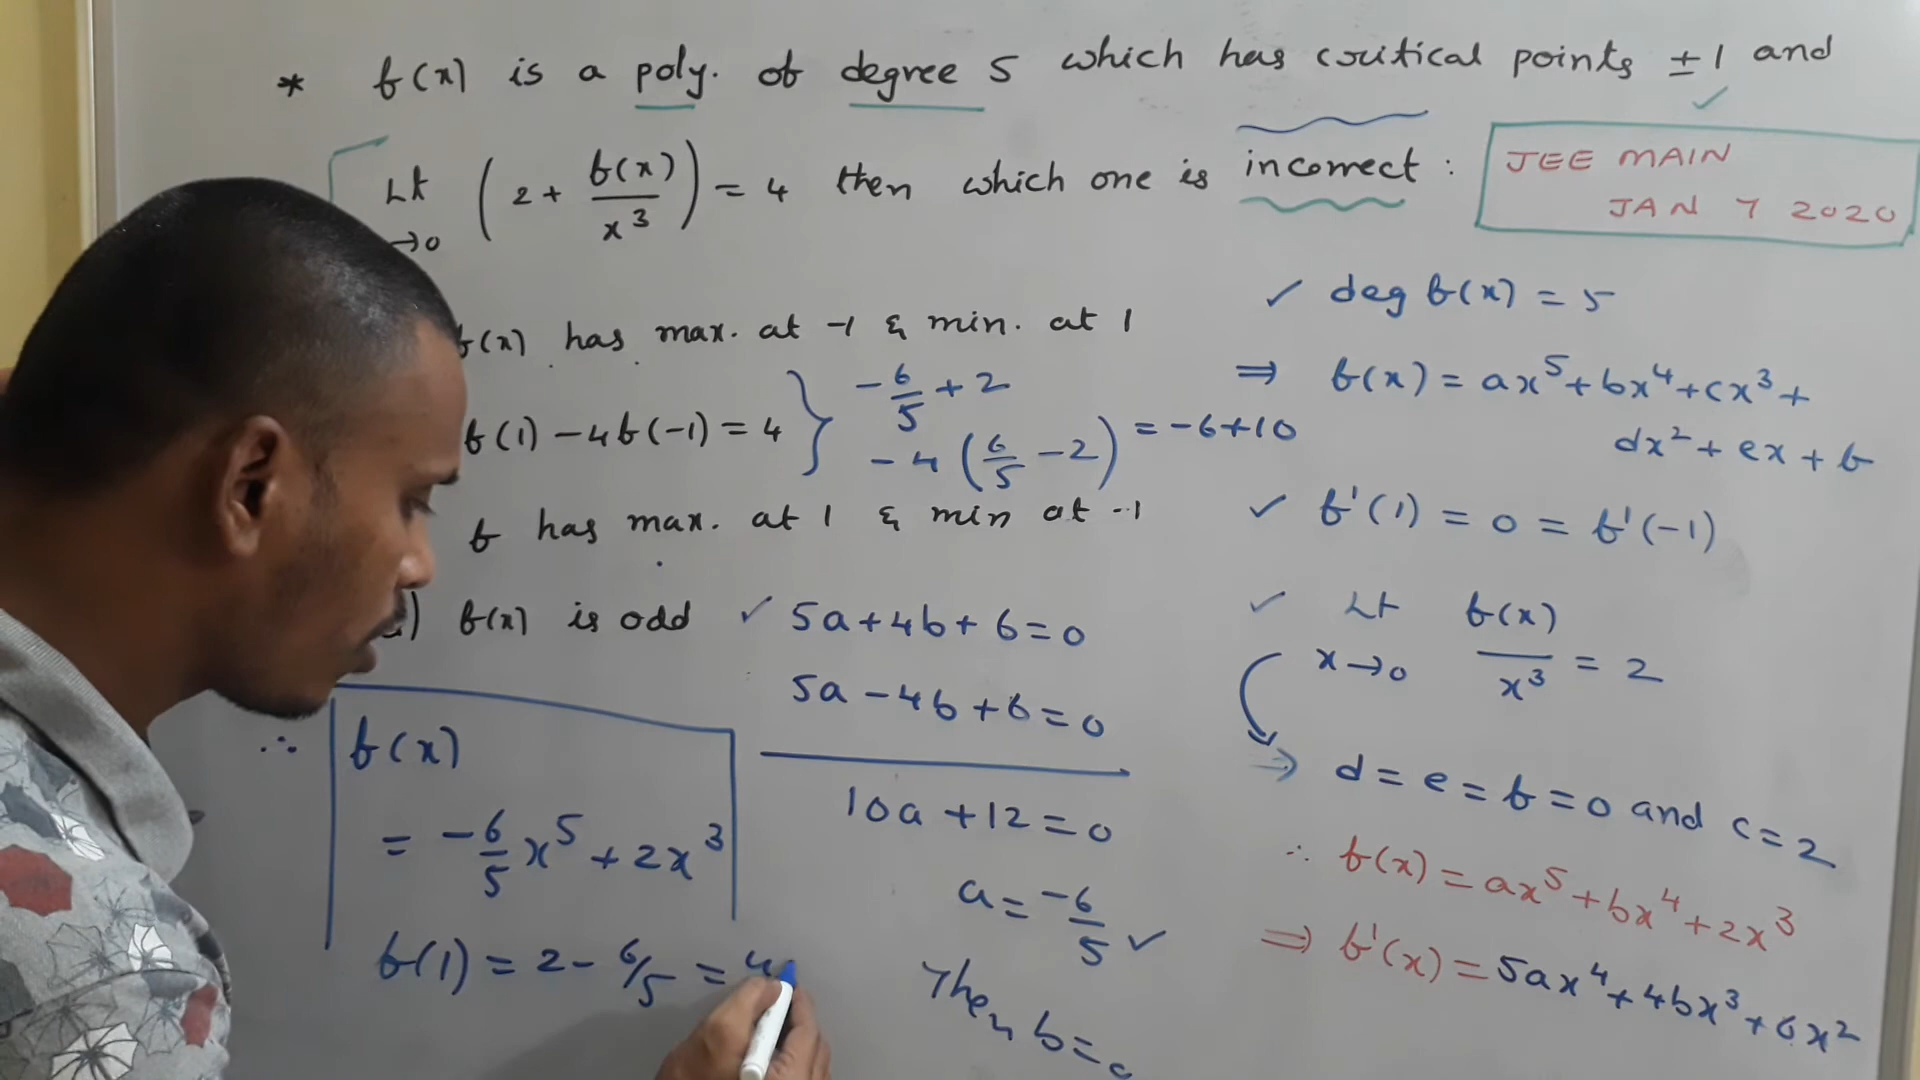 * f(x) is a poly. of degree 5 which has critical points ±1 and
Lt →0 (2 + f(x)/x³) = 4 then which one is incorrect :
JEE MAIN
JAN 7 2020
f(x) has max. at -1 & min. at 1
f(1) - 4f(-1) = 4 } -6/5 + 2
- 4 (6/5 - 2) = -6+10
f has max. at 1 & min at -1
) f(x) is odd
✓ 5a + 4b + 6 = 0
5a - 4b + 6 = 0
10a + 12 = 0
a = -6/5 ✓
Then b =
∴ f(x)
= -6/5 x⁵ + 2x³
f(1) = 2 - 6/5 = 4
✓ deg f(x) = 5
⇒ f(x) = ax⁵ + bx⁴ + cx³ +
dx² + ex + f
✓ f'(1) = 0 = f'(-1)
✓ Lt x→0 f(x)/x³ = 2
⇒ d = e = f = 0 and c = 2
∴ f(x) = ax⁵ + bx⁴ + 2x³
⇒ f'(x) = 5ax⁴ + 4bx³ + 6x²